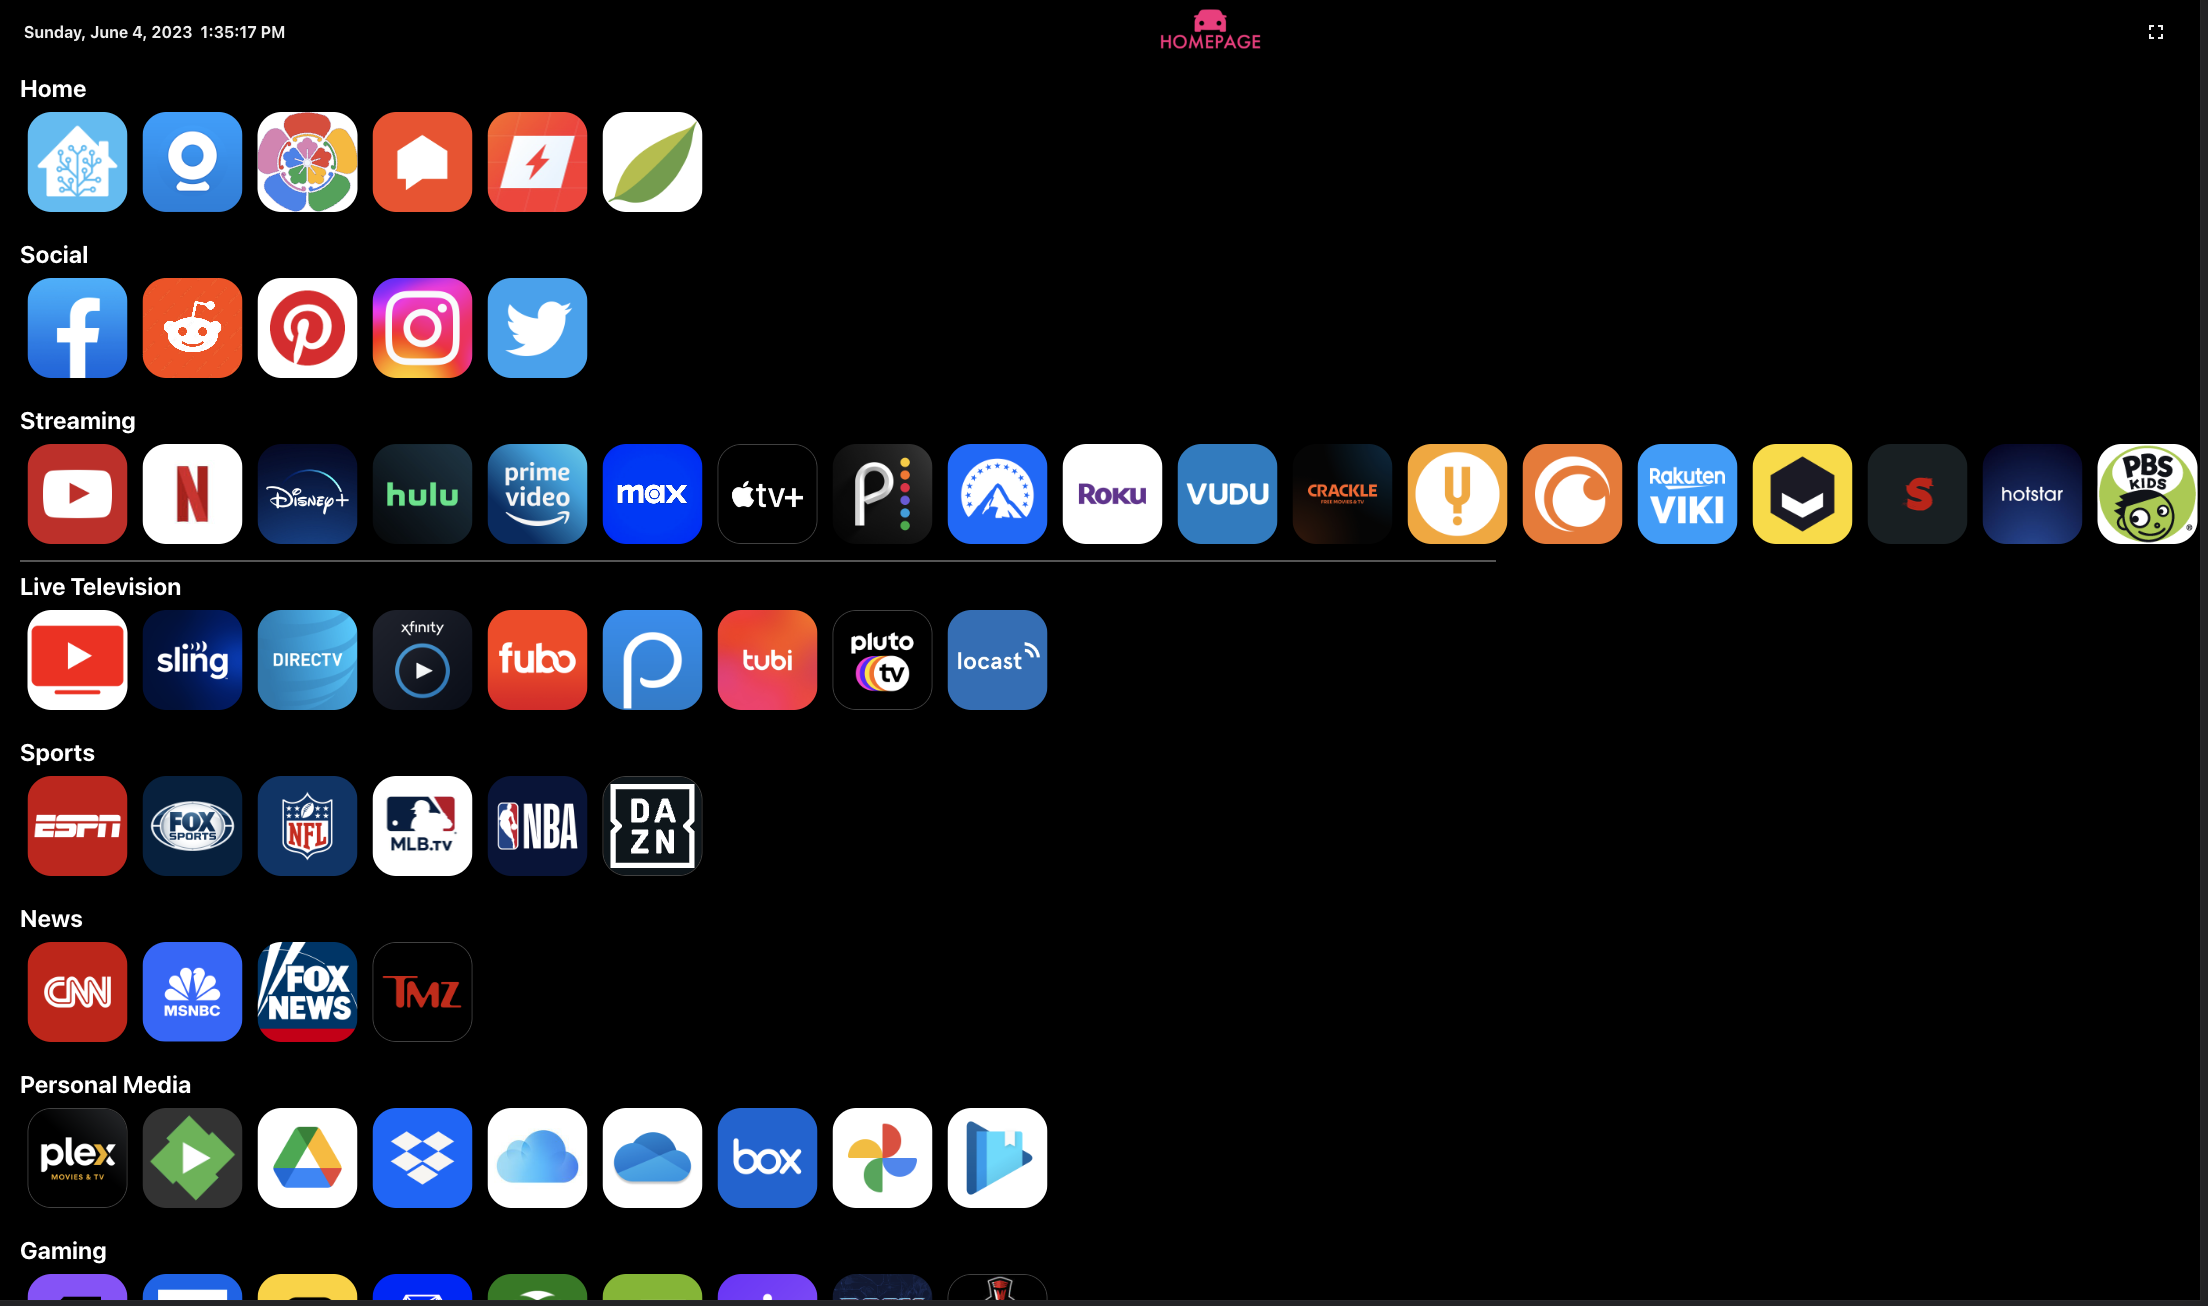 Sunday, June 4, 2023 1:35:17 PM
HOMEPAGE
Home
Social
Streaming
N
Disney+
hulu
prime video
max
tv+
P
Roku
VUDU
CRACKLE
FREE MOVIES & TV
Rakuten
VIKI
S
hotstar
PBS
KIDS
Live Television
sling
DIRECTV
xfinity
fubo
tubi
pluto
tv
locast
Sports
ESPN
FOX
SPORTS
NFL
MLB.TV
NBA
DA
ZN
News
CNN
MSNBC
FOX
NEWS
TMZ
Personal Media
plex
MOVIES & TV
box
Gaming